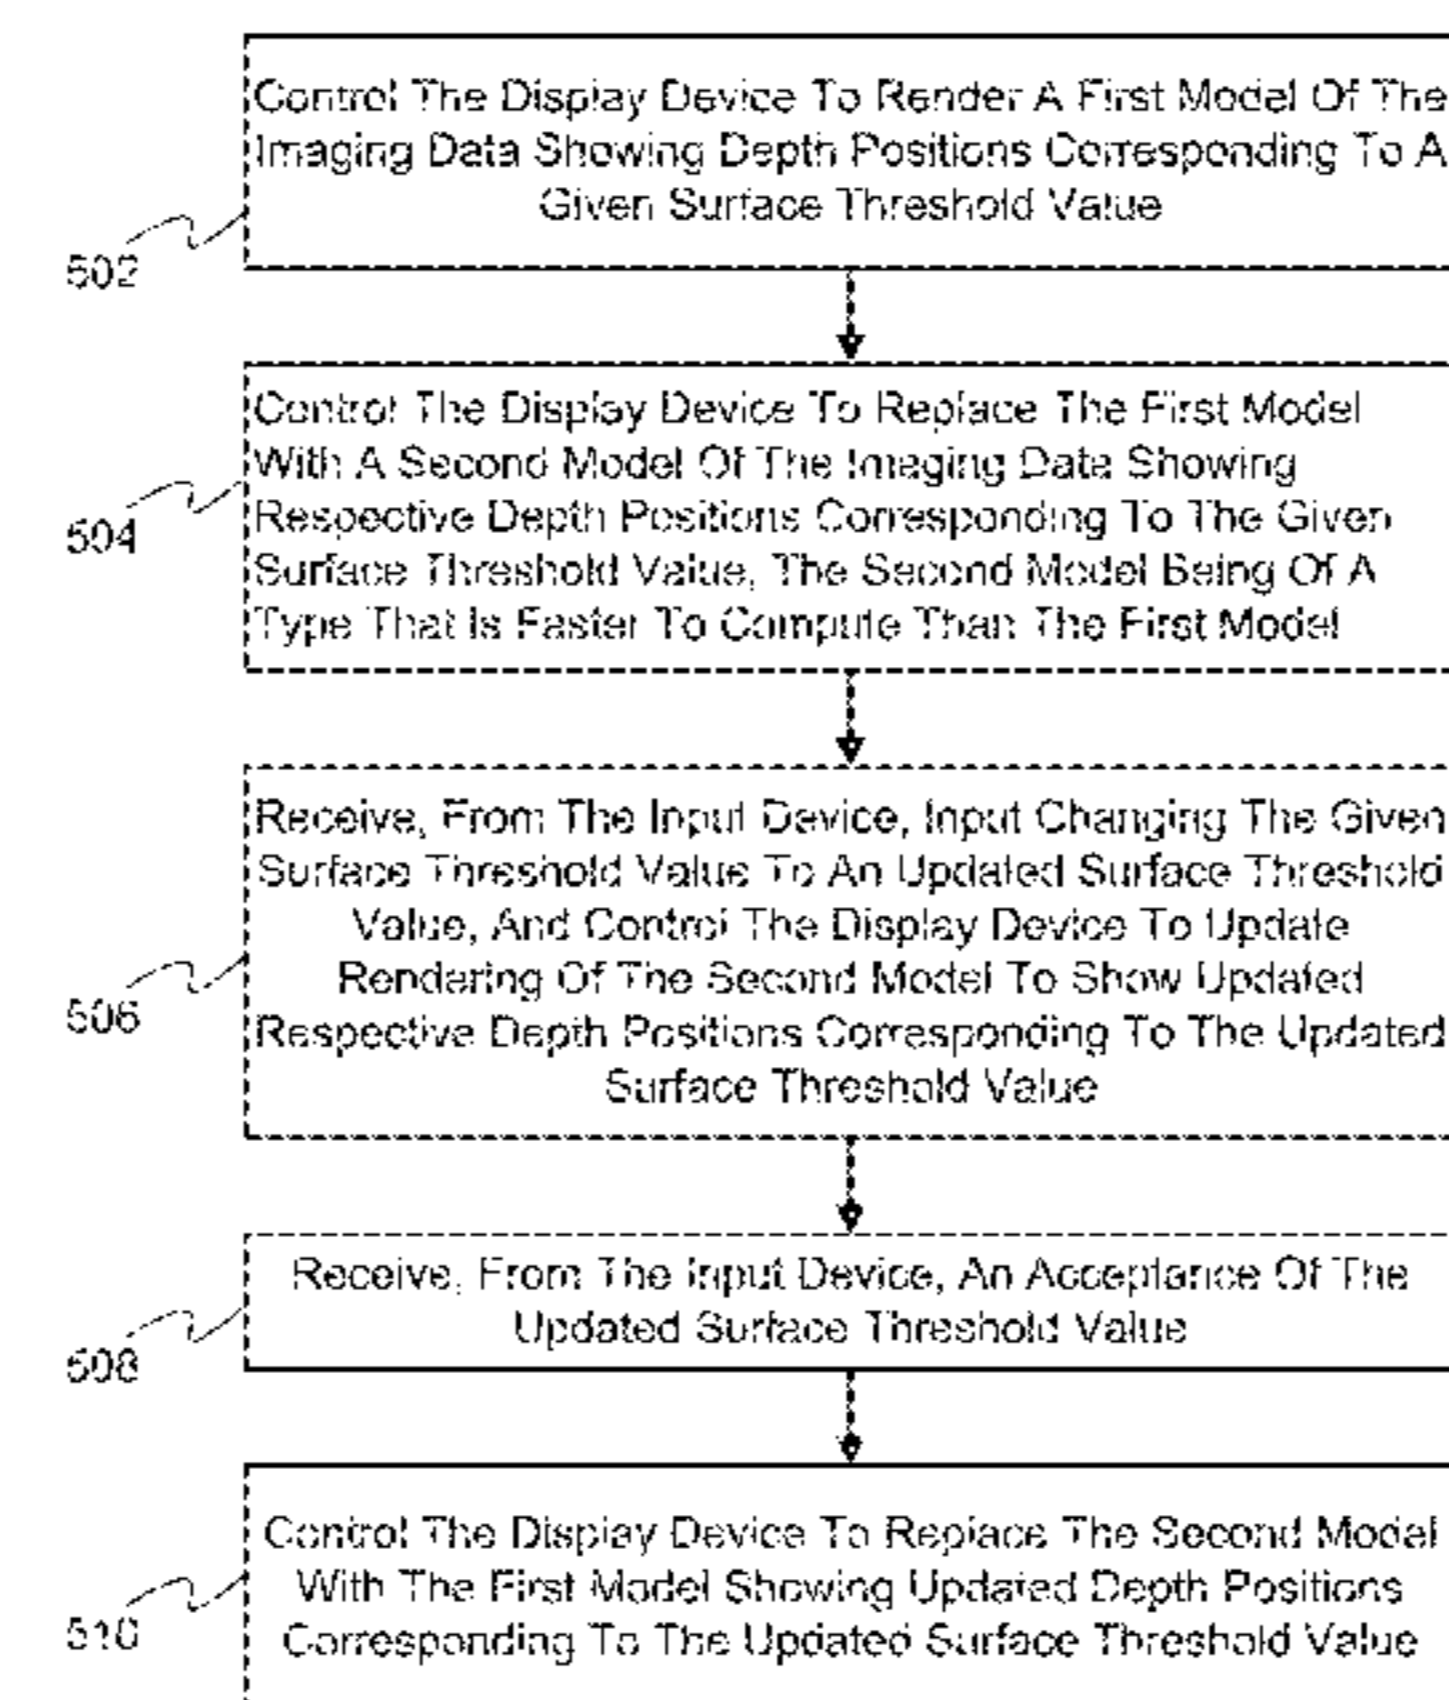 Control The Display Device To Render A First Model Of The
Imaging Data Showing Depth Positions Corresponding To A
Given Surface Threshold Value
502
Control The Display Device To Replace The First Model
With A Second Model Of The Imaging Data Showing
Respective Depth Positions Corresponding To The Given
Surface Threshold Value, The Second Model Being Of A
Type That Is Faster To Compute Than The First Model
504
Receive, From The Input Device, Input Changing The Given
Surface Threshold Value To An Updated Surface Threshold
Value, And Control The Display Device To Update
Rendering Of The Second Model To Show Updated
Respective Depth Positions Corresponding To The Updated
Surface Threshold Value
506
Receive, From The Input Device, An Acceptance Of The
Updated Surface Threshold Value
508
Control The Display Device To Replace The Second Model
With The First Model Showing Updated Depth Positions
Corresponding To The Updated Surface Threshold Value
510